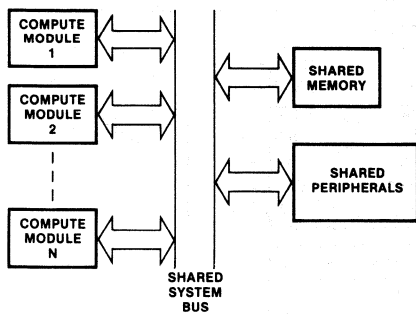 COMPUTE
MODULE
1
COMPUTE
MODULE
2
COMPUTE
MODULE
N
SHARED
MEMORY
SHARED
PERIPHERALS
SHARED
SYSTEM
BUS